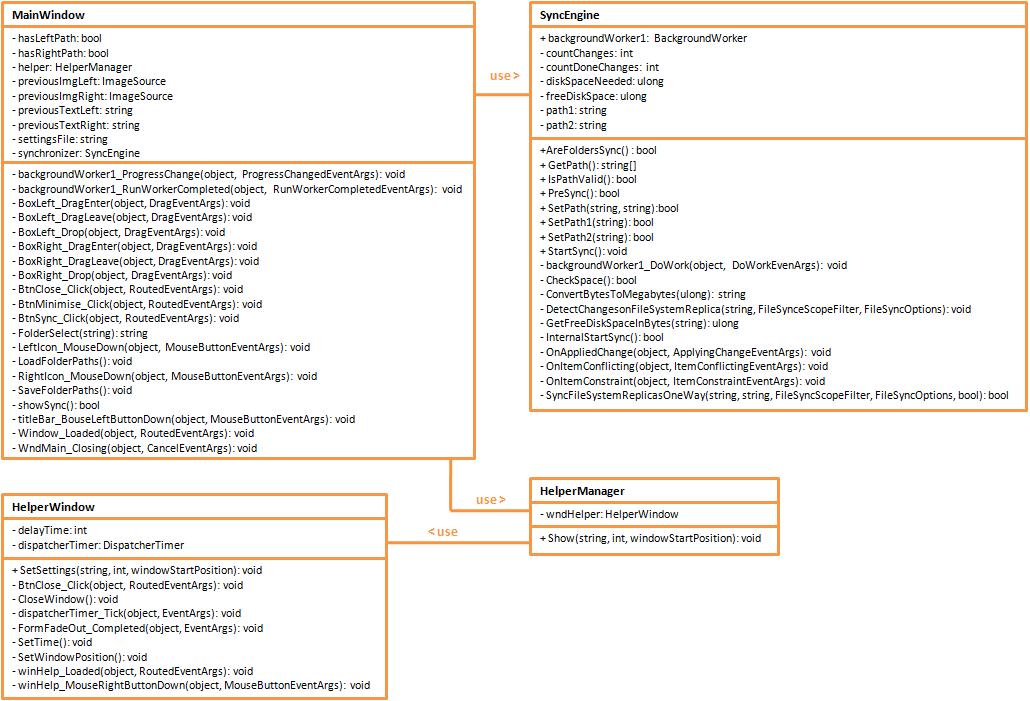 MainWindow
- hasLeftPath: bool
- hasRightPath: bool
- helper: HelperManager
- previousImgLeft: ImageSource
- previousImgRight: ImageSource
- previousTextLeft: string
- previousTextRight: string
- settingsFile: string
- synchronizer: SyncEngine
- backgroundWorker1_ProgressChange(object, ProgressChangedEventArgs): void
- backgroundWorker1_RunWorkerCompleted(object, RunWorkerCompletedEventArgs): void
- BoxLeft_DragEnter(object, DragEventArgs): void
- BoxLeft_DragLeave(object, DragEventArgs): void
- BoxLeft_Drop(object, DragEventArgs): void
- BoxRight_DragEnter(object, DragEventArgs): void
- BoxRight_DragLeave(object, DragEventArgs): void
- BoxRight_Drop(object, DragEventArgs): void
- BtnClose_Click(object, RoutedEventArgs): void
- BtnMinimise_Click(object, RoutedEventArgs): void
- BtnSync_Click(object, RoutedEventArgs): void
- FolderSelect(string): string
- LeftIcon_MouseDown(object, MouseButtonEventArgs): void
- LoadFolderPaths(): void
- RightIcon_MouseDown(object, MouseButtonEventArgs): void
- SaveFolderPaths(): void
- showSync(): bool
- titleBar_BouseLeftButtonDown(object, MouseButtonEventArgs): void
- Window_Loaded(object, RoutedEventArgs): void
- WndMain_Closing(object, CancelEventArgs): void
use >
SyncEngine
+ backgroundWorker1: BackgroundWorker
- countChanges: int
- countDoneChanges: int
- diskSpaceNeeded: ulong
- freeDiskSpace: ulong
- path1: string
- path2: string
+AreFoldersSync() : bool
+ GetPath(): string[]
+ IsPathValid(): bool
+ PreSync(): bool
+ SetPath(string, string):bool
+ SetPath1(string): bool
+ SetPath2(string): bool
+ StartSync(): void
- backgroundWorker1_DoWork(object, DoWorkEvenArgs): void
- CheckSpace(): bool
- ConvertBytesToMegabytes(ulong): string
- DetectChangesonFileSystemReplica(string, FileSynceScopeFilter, FileSyncOptions): void
- GetFreeDiskSpaceInBytes(string): ulong
- InternalStartSync(): bool
- OnAppliedChange(object, ApplyingChangeEventArgs): void
- OnItemConflicting(object, ItemConflictingEventArgs): void
- OnItemConstraint(object, ItemConstraintEventArgs): void
- SyncFileSystemReplicasOneWay(string, string, FileSyncScopeFilter, FileSyncOptions, bool): bool
use >
HelperManager
- wndHelper: HelperWindow
+ Show(string, int, windowStartPosition): void
< use
HelperWindow
- delayTime: int
- dispatcherTimer: DispatcherTimer
+ SetSettings(string, int, windowStartPosition): void
- BtnClose_Click(object, RoutedEventArgs): void
- CloseWindow(): void
- dispatcherTimer_Tick(object, EventArgs): void
- FormFadeOut_Completed(object, EventArgs): void
- SetTime(): void
- SetWindowPosition(): void
- winHelp_Loaded(object, RoutedEventArgs): void
- winHelp_MouseRightButtonDown(object, MouseButtonEventArgs): void